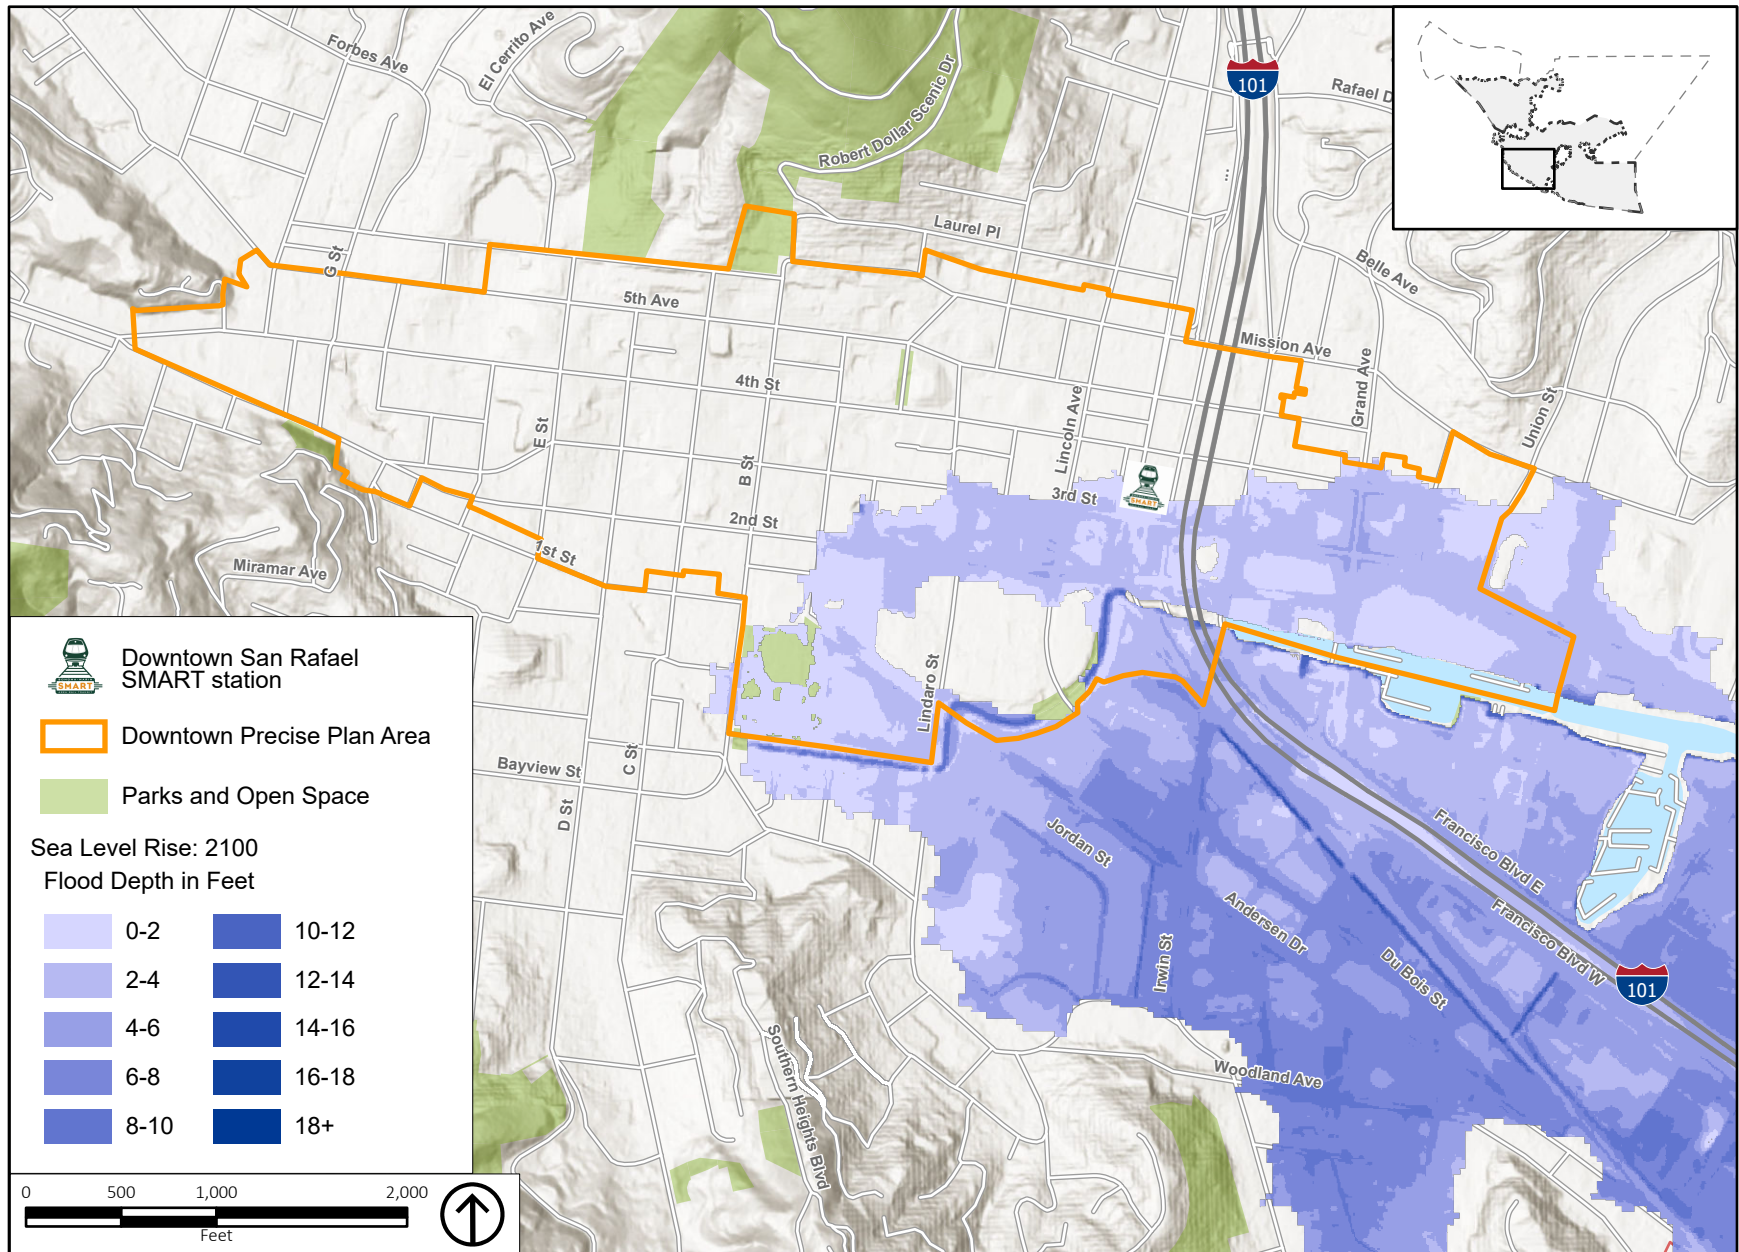 Forbes Ave
El Cerrito Ave
Robert Dollar Scenic Dr
101
Rafael D
Laurel Pl
Belle Ave
G St
5th Ave
Mission Ave
4th St
Grand Ave
Union St
Lincoln Ave
E St
B St
3rd St
SMART
2nd St
1st St
Miramar Ave
Lindaro St
Bayview St
C St
D St
Jordan St
Francisco Blvd E
Francisco Blvd W
Andersen Dr
Irwin St
Du Bois St
101
Woodland Ave
Southern Heights Blvd
SMART
Downtown San Rafael
SMART station
Downtown Precise Plan Area
Parks and Open Space
Sea Level Rise: 2100
Flood Depth in Feet
0-2
10-12
2-4
12-14
4-6
14-16
6-8
16-18
8-10
18+
0 500 1,000 2,000
Feet